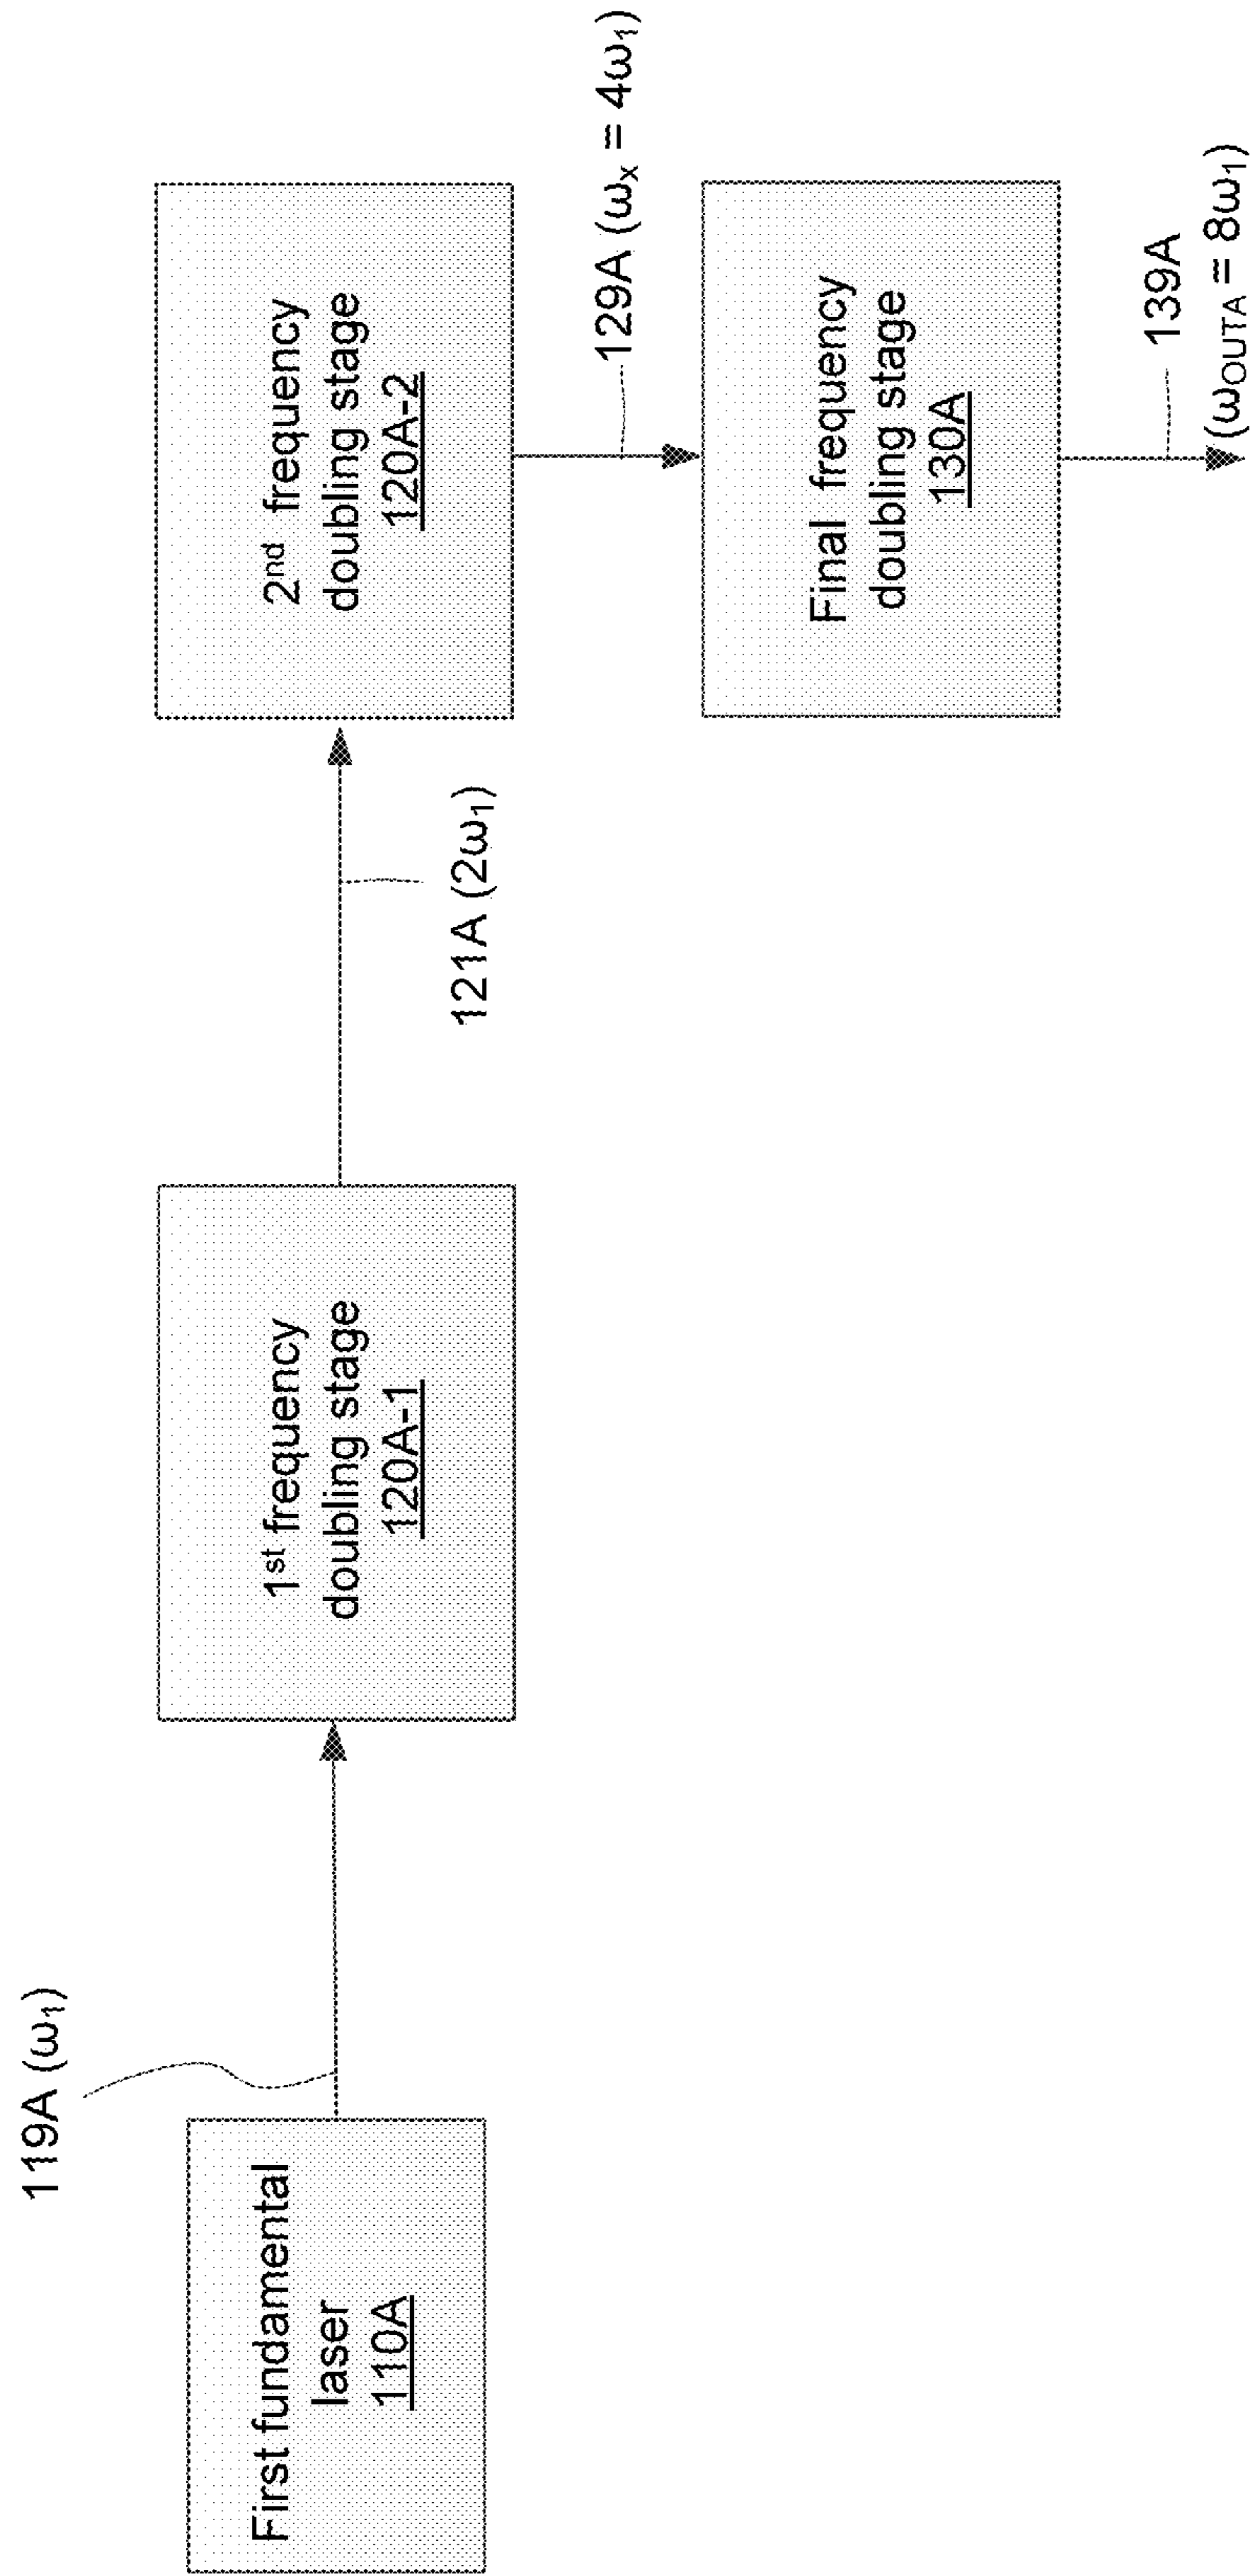 119A (ω₁)
First fundamental
laser
110A
1st frequency
doubling stage
120A-1
121A (2ω₁)
2nd frequency
doubling stage
120A-2
129A (ωₓ = 4ω₁)
Final frequency
doubling stage
130A
139A
(ω_OUTA = 8ω₁)